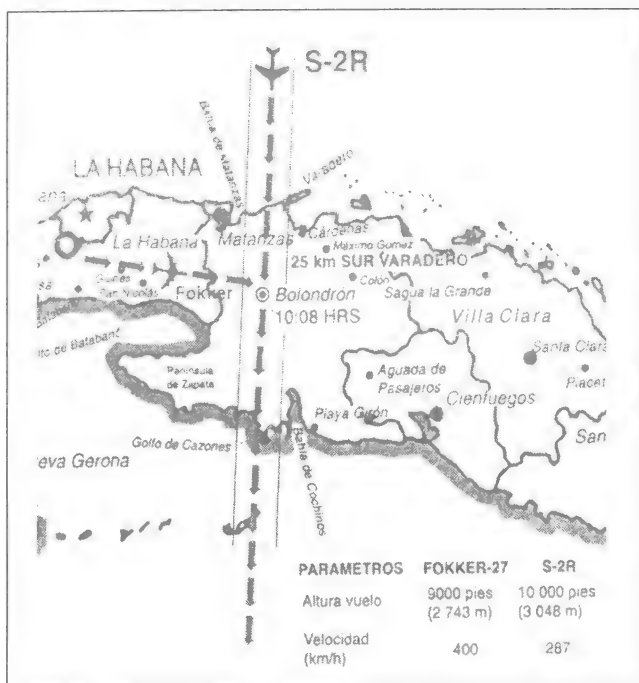 S-2R
Bahía de Matanzas
Varadero
LA HABANA
La Habana
Matanzas
Cárdenas
Máximo Gómez
25 km SUR VARADERO
Colón
Sagua la Grande
San Nicolás
Fokker
Bolondrón
10:08 HRS
Villa Clara
Santa Clara
Península
de Zapata
Aguada de
Pasajeros
Cienfuegos
Playa Girón
Golfo de Cazones
Bahía de Cochinos
San
PARAMETROS FOKKER-27 S-2R
Altura vuelo 9000 pies 10 000 pies
(2 743 m) (3 048 m)
Velocidad
(km/h) 400 287